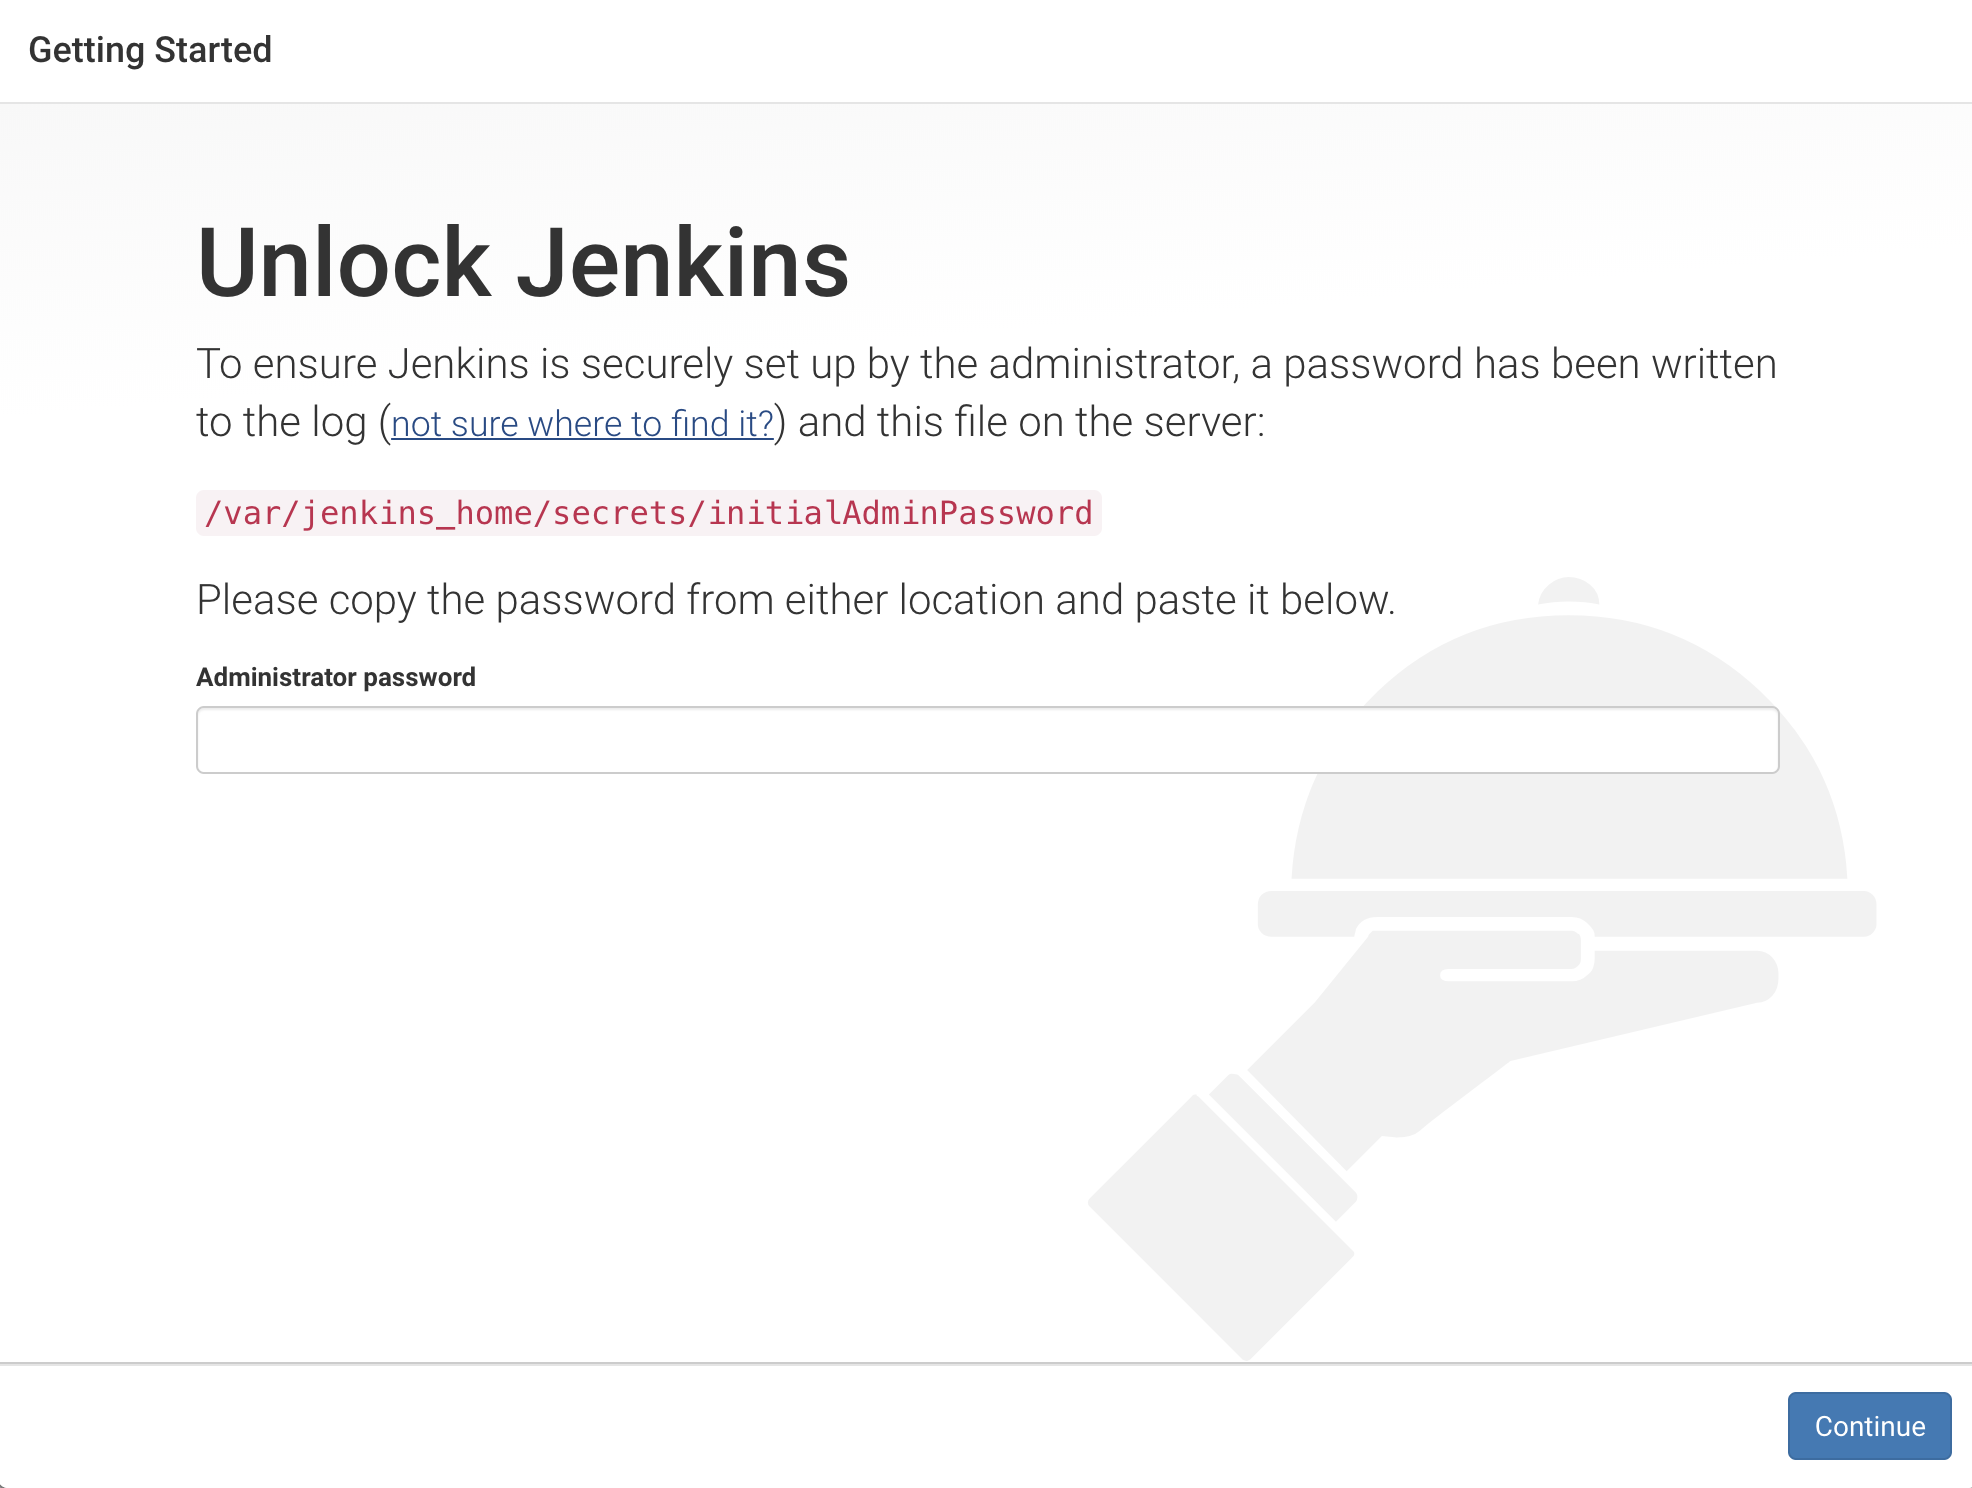 Getting Started
Unlock Jenkins
To ensure Jenkins is securely set up by the administrator, a password has been written
to the log (not sure where to find it?) and this file on the server:
/var/jenkins_home/secrets/initialAdminPassword
Please copy the password from either location and paste it below.
Administrator password
Continue